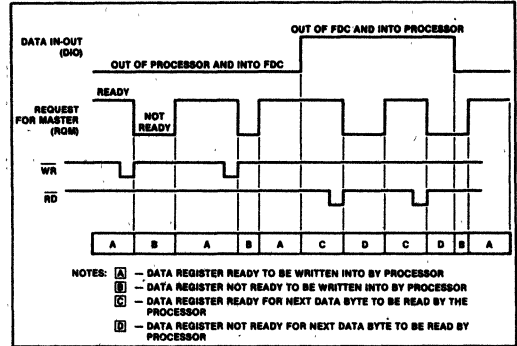 OUT OF FDC AND INTO PROCESSOR
DATA IN-OUT
(DIO)
OUT OF PROCESSOR AND INTO FDC
READY
REQUEST
FOR MASTER
(RQM)
NOT
READY
WR
RD
A B A B A C D C D B A
NOTES: A — DATA REGISTER READY TO BE WRITTEN INTO BY PROCESSOR
B — DATA REGISTER NOT READY TO BE WRITTEN INTO BY PROCESSOR
C — DATA REGISTER READY FOR NEXT DATA BYTE TO BE READ BY THE
PROCESSOR
D — DATA REGISTER NOT READY FOR NEXT DATA BYTE TO BE READ BY
PROCESSOR